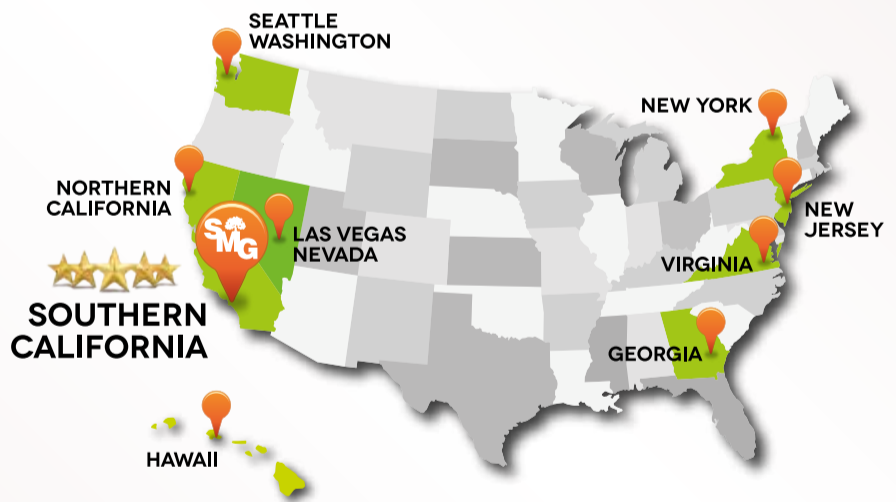 SEATTLE
WASHINGTON
NEW YORK
NORTHERN
CALIFORNIA
NEW
JERSEY
SMG
LAS VEGAS
NEVADA
VIRGINIA
SOUTHERN
CALIFORNIA
GEORGIA
HAWAII